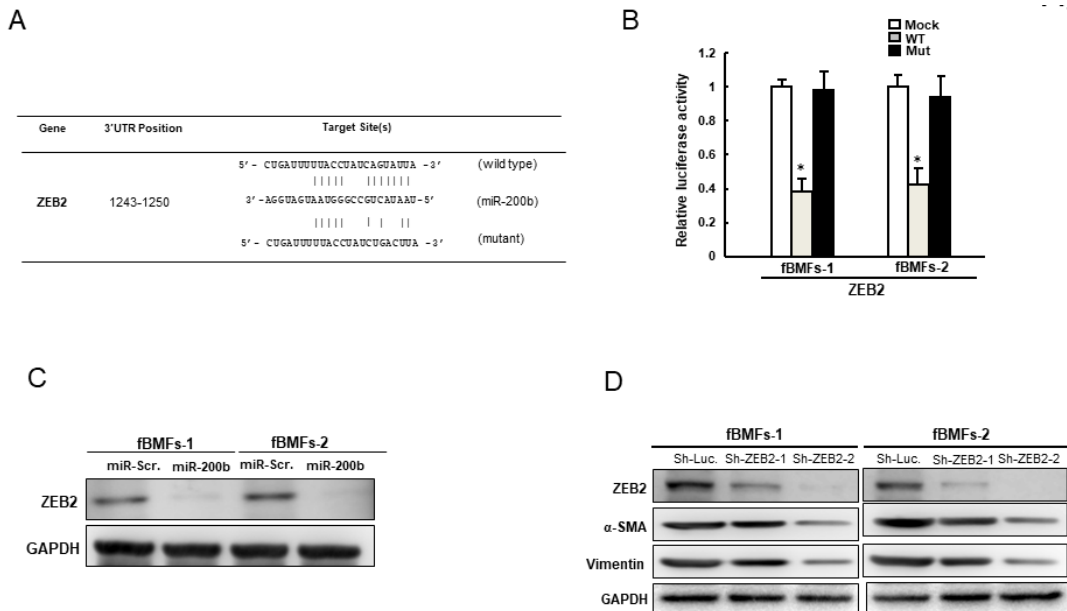 A
Gene 3'UTR Position Target Site(s)
5'- CTGATTTTTACCTATCAGTATTA -3' (wild type)
ZEB2 1243-1250 3'-AGGTAGTAATGGGCCGTCATAAT-5' (miR-200b)
5'- CTGATTTTTACCTATCTGACTTA -3' (mutant)
B
Mock
WT
Mut
Relative luciferase activity
1.2
1
0.8
0.6
0.4
0.2
0
* *
fBMFs-1 fBMFs-2
ZEB2
C
fBMFs-1 fBMFs-2
miR-Scr. miR-200b miR-Scr. miR-200b
ZEB2
GAPDH
D
fBMFs-1 fBMFs-2
Sh-Luc. Sh-ZEB2-1 Sh-ZEB2-2 Sh-Luc. Sh-ZEB2-1 Sh-ZEB2-2
ZEB2
α-SMA
Vimentin
GAPDH